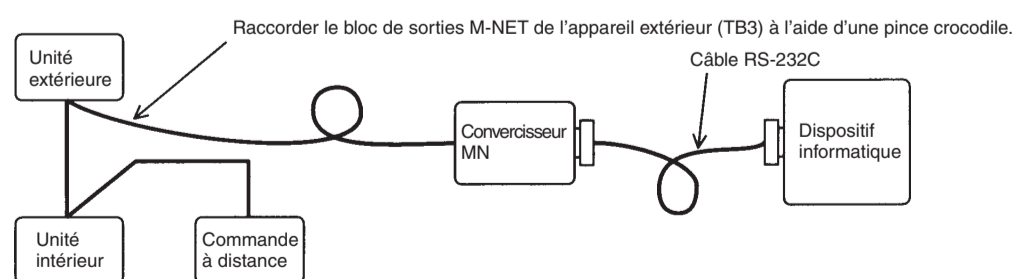 Raccorder le bloc de sorties M-NET de l'appareil extérieur (TB3) à l'aide d'une pince crocodile.
Unité
extérieure
Câble RS-232C
Convercisseur
MN
Dispositif
informatique
Unité
intérieur
Commande
à distance